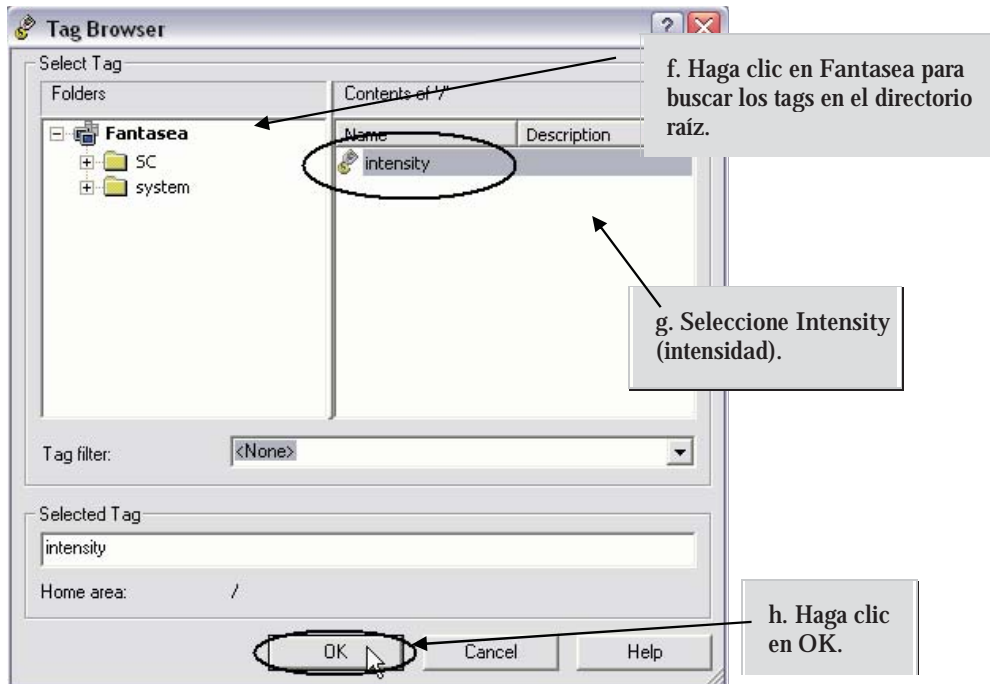 Tag Browser
Select Tag
Folders
Contents of '/'
Fantasea
SC
system
Name
Description
intensity
f. Haga clic en Fantasea para
buscar los tags en el directorio
raíz.
g. Seleccione Intensity
(intensidad).
Tag filter:
<None>
Selected Tag
intensity
Home area:
/
h. Haga clic
en OK.
OK
Cancel
Help